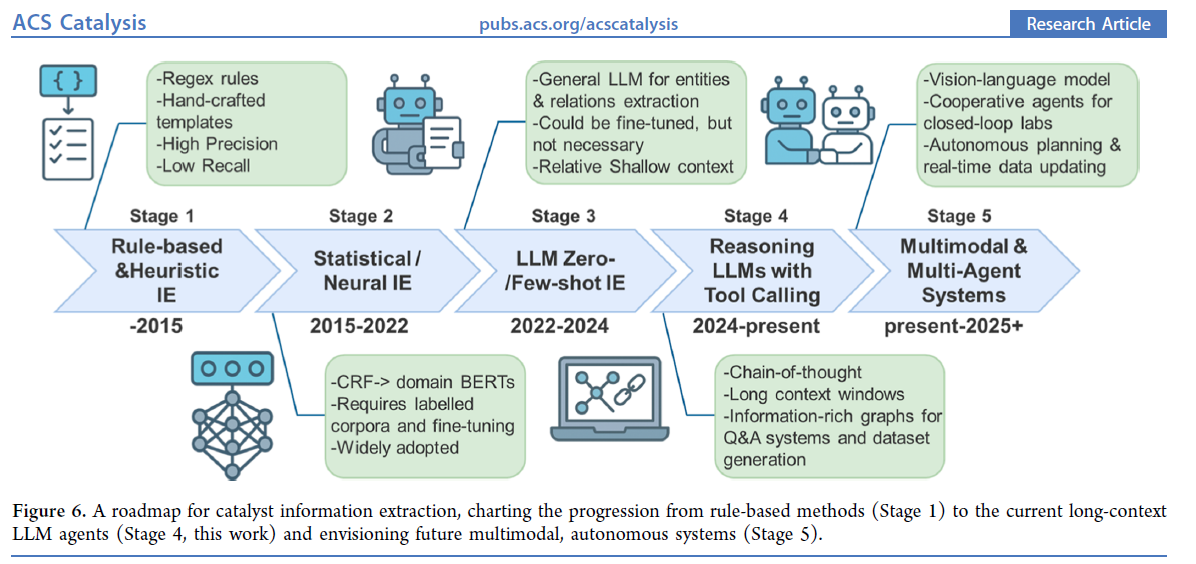 ACS Catalysis
pubs.acs.org/acscatalysis
Research Article
{ }
-Regex rules
-Hand-crafted
templates
-High Precision
-Low Recall
-General LLM for entities
& relations extraction
-Could be fine-tuned, but
not necessary
-Relative Shallow context
-Vision-language model
-Cooperative agents for
closed-loop labs
-Autonomous planning &
real-time data updating
Stage 1
Rule-based
&Heuristic
IE
-2015
Stage 2
Statistical/
Neural IE
2015-2022
Stage 3
LLM Zero-
/Few-shot IE
2022-2024
Stage 4
Reasoning
LLMs with
Tool Calling
2024-present
Stage 5
Multimodal &
Multi-Agent
Systems
present-2025+
-CRF-> domain BERTs
-Requires labelled
corpora and fine-tuning
-Widely adopted
-Chain-of-thought
-Long context windows
-Information-rich graphs for
Q&A systems and dataset
generation
Figure 6. A roadmap for catalyst information extraction, charting the progression from rule-based methods (Stage 1) to the current long-context
LLM agents (Stage 4, this work) and envisioning future multimodal, autonomous systems (Stage 5).